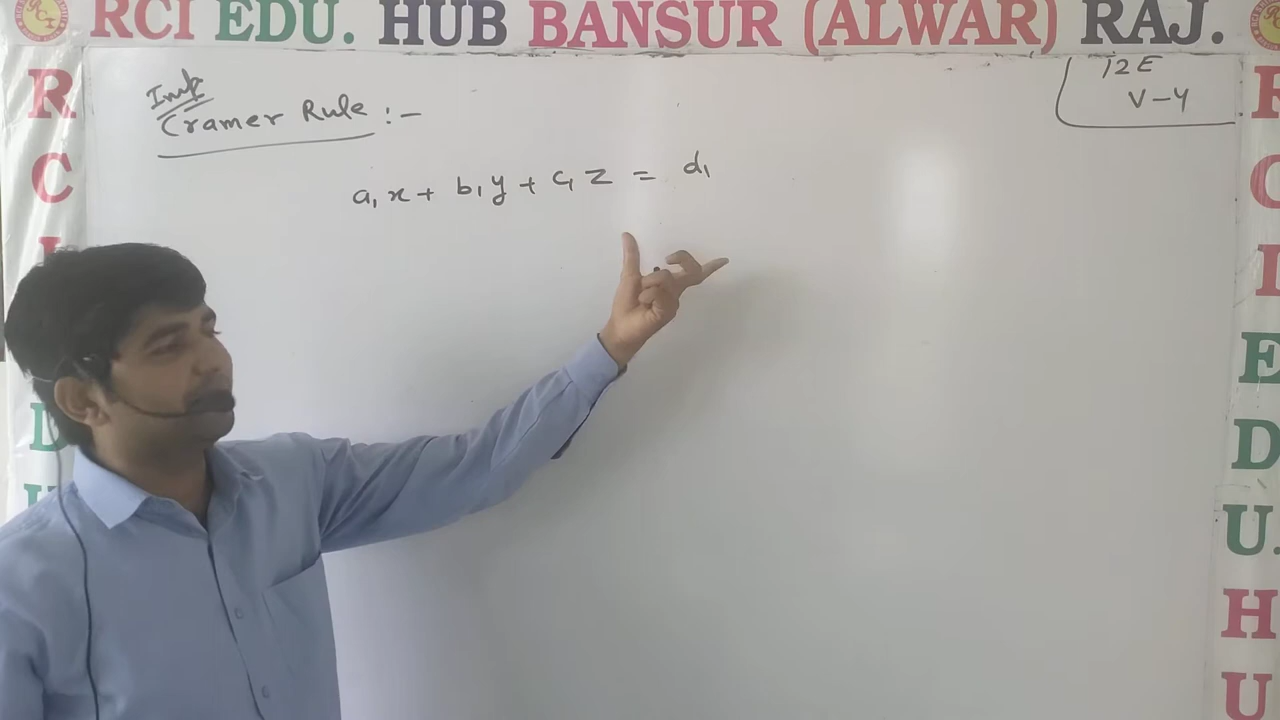 RCI EDU. HUB BANSUR (ALWAR) RAJ.
R
C
I
D
U
Imp
Cramer Rule :-
a₁x + b₁y + c₁z = d₁
12E
V-4
R
C
I
E
D
U.
H
U